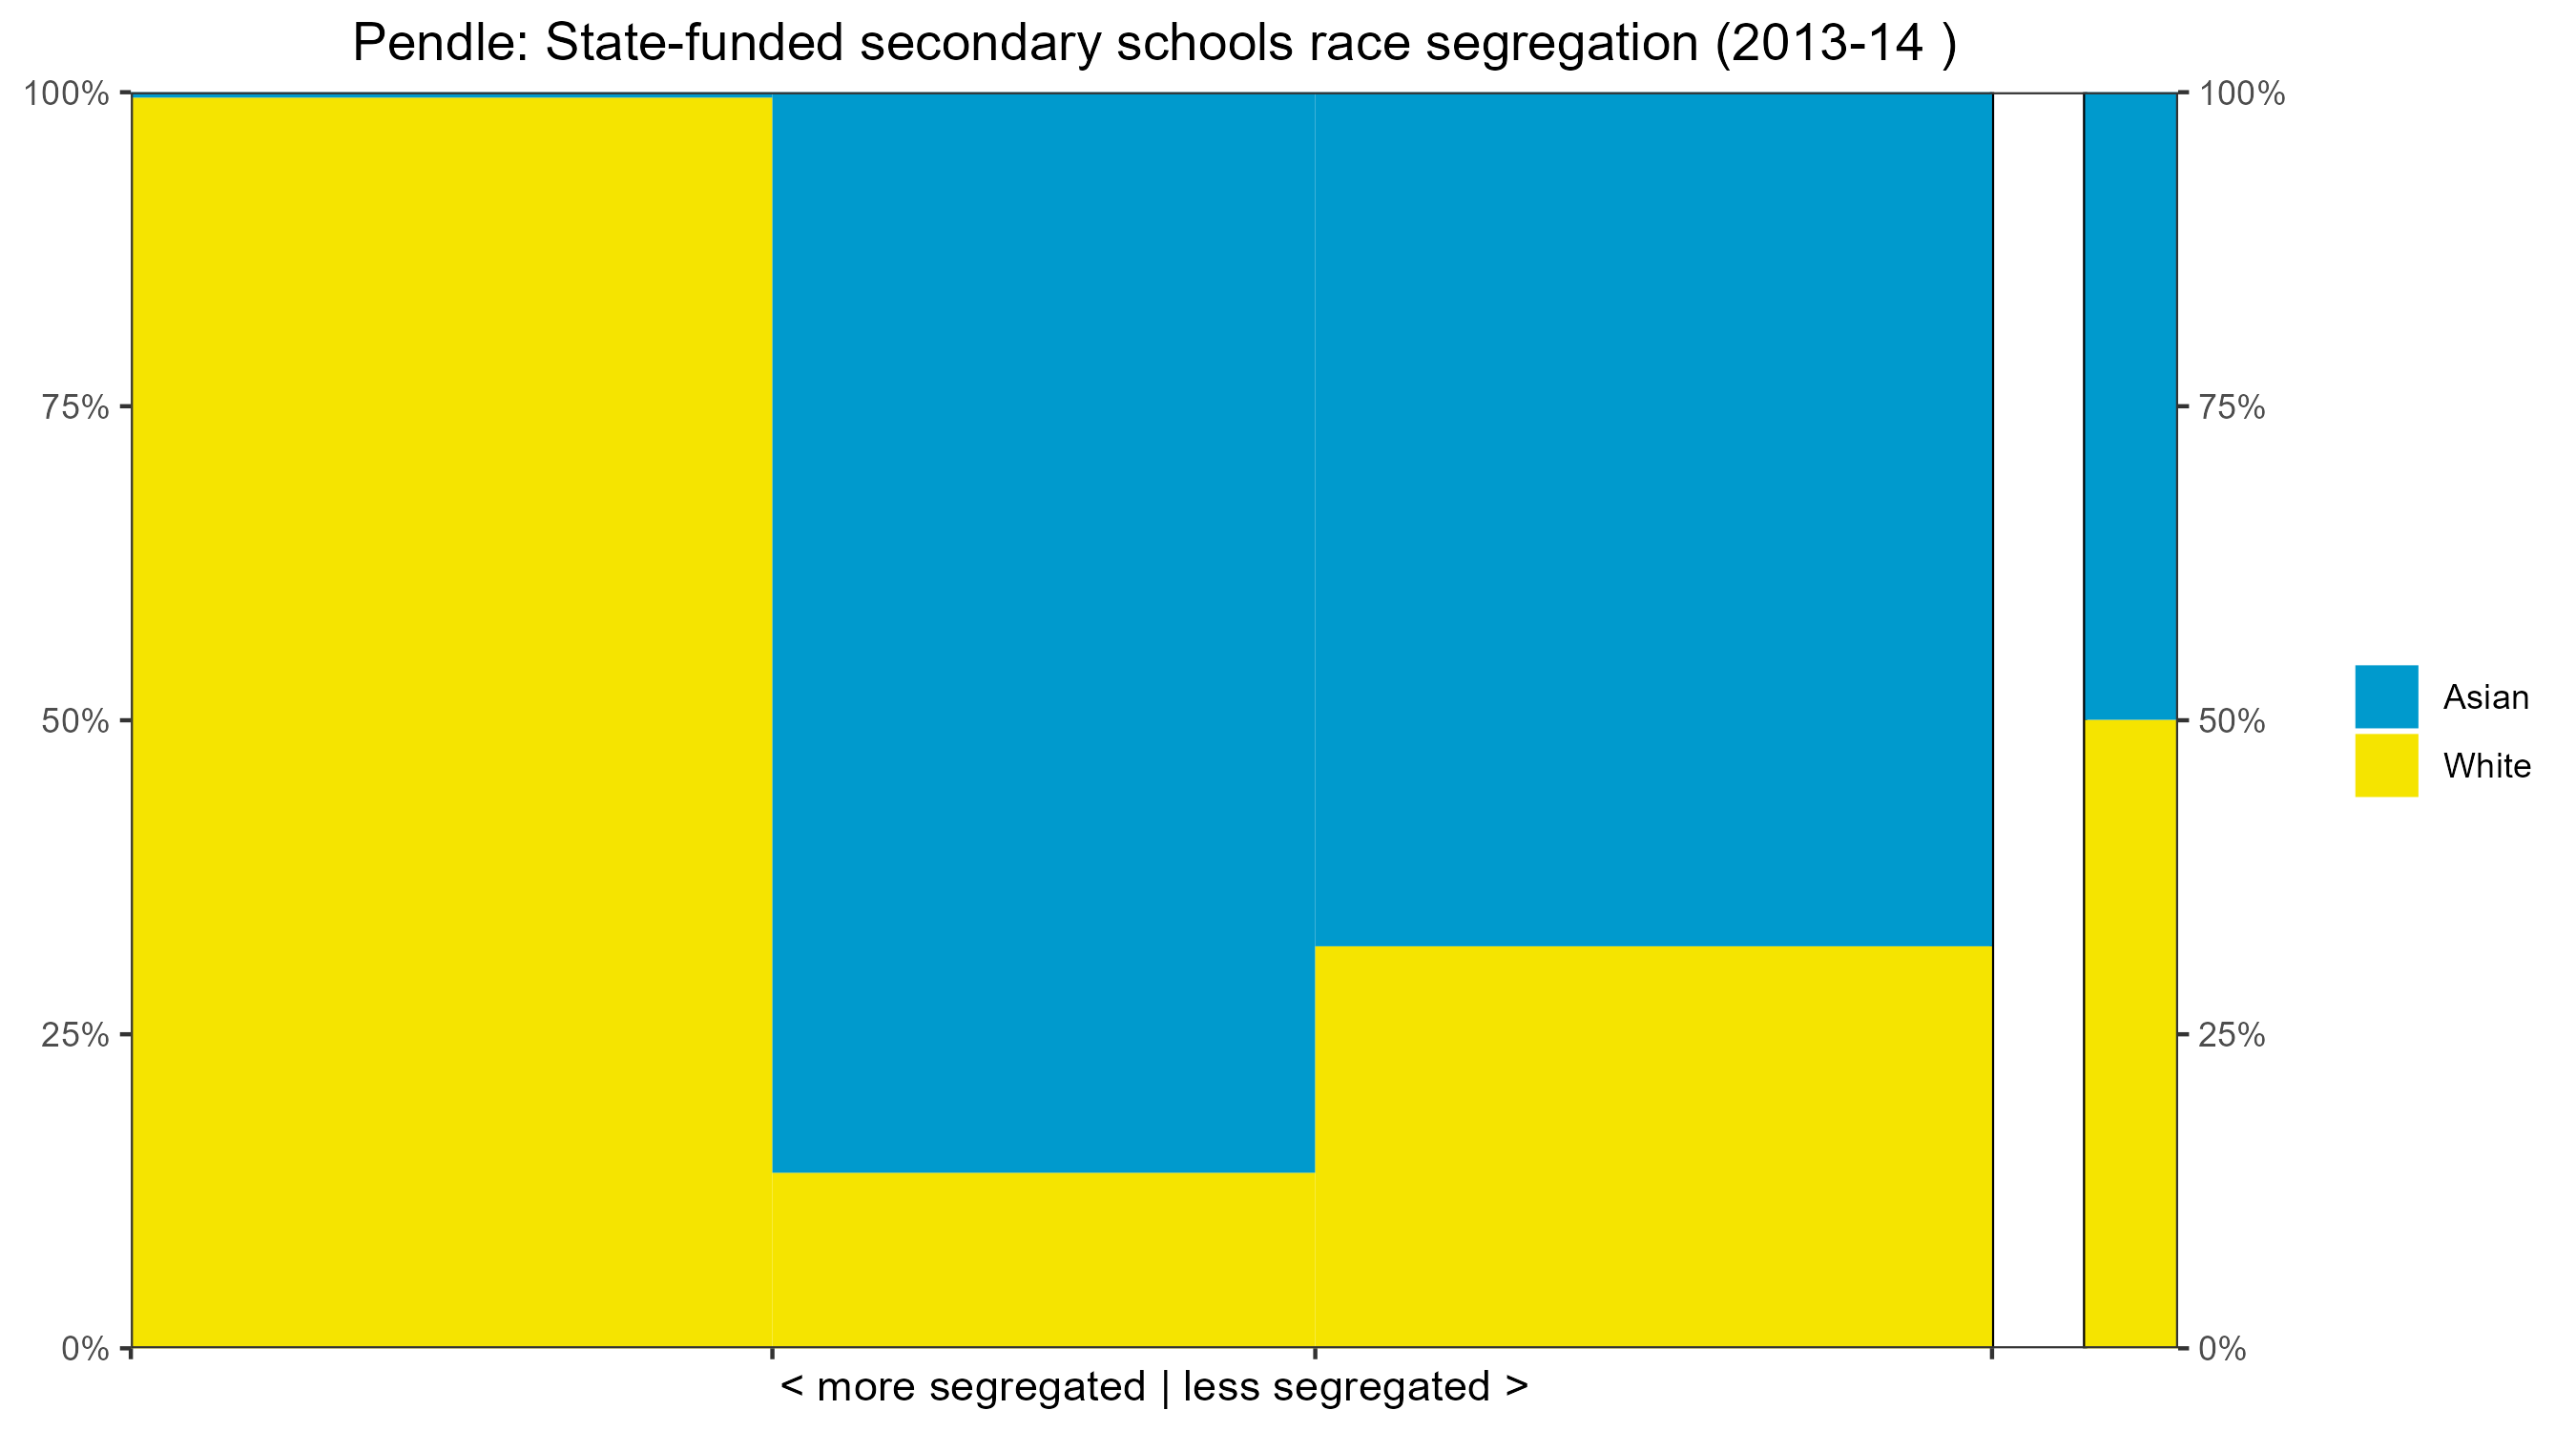 Pendle: State-funded secondary schools race segregation (2013-14 )
100%
75%
50%
25%
0%
100%
75%
50%
25%
0%
Asian
White
< more segregated | less segregated >